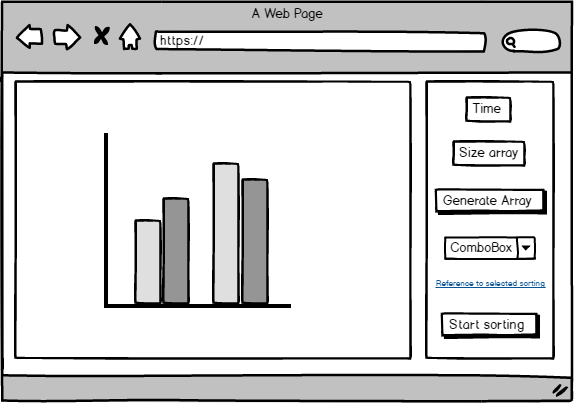 A Web Page
https://
Time
Size array
Generate Array
ComboBox
Reference to selected sorting
Start sorting